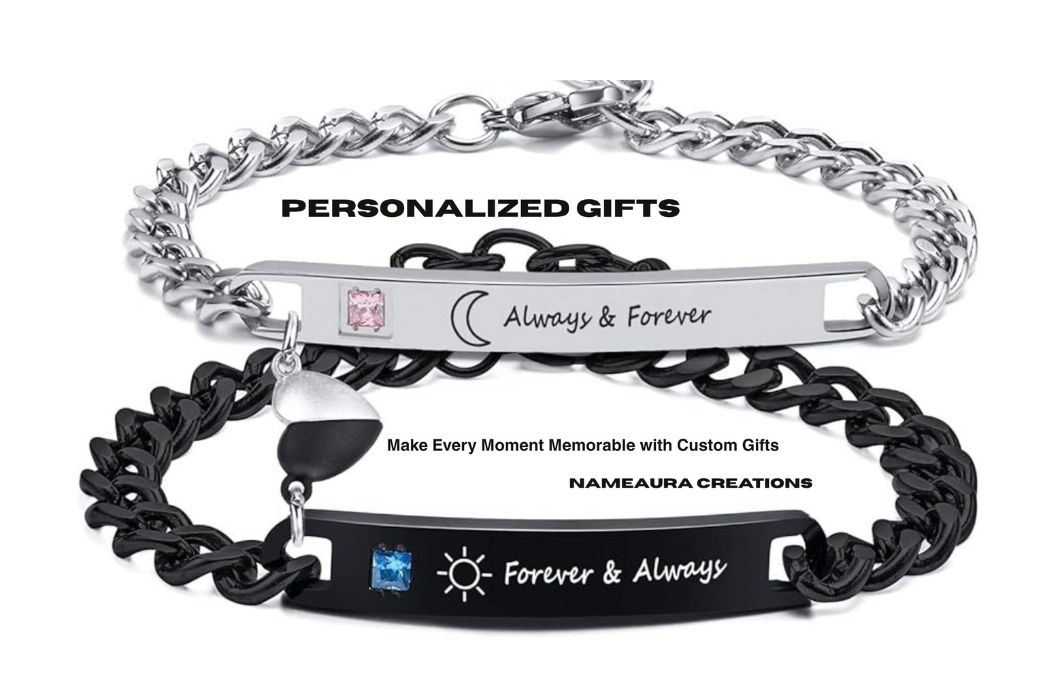 PERSONALIZED GIFTS
Always & Forever
Make Every Moment Memorable with Custom Gifts
NAMEAURA CREATIONS
Forever & Always